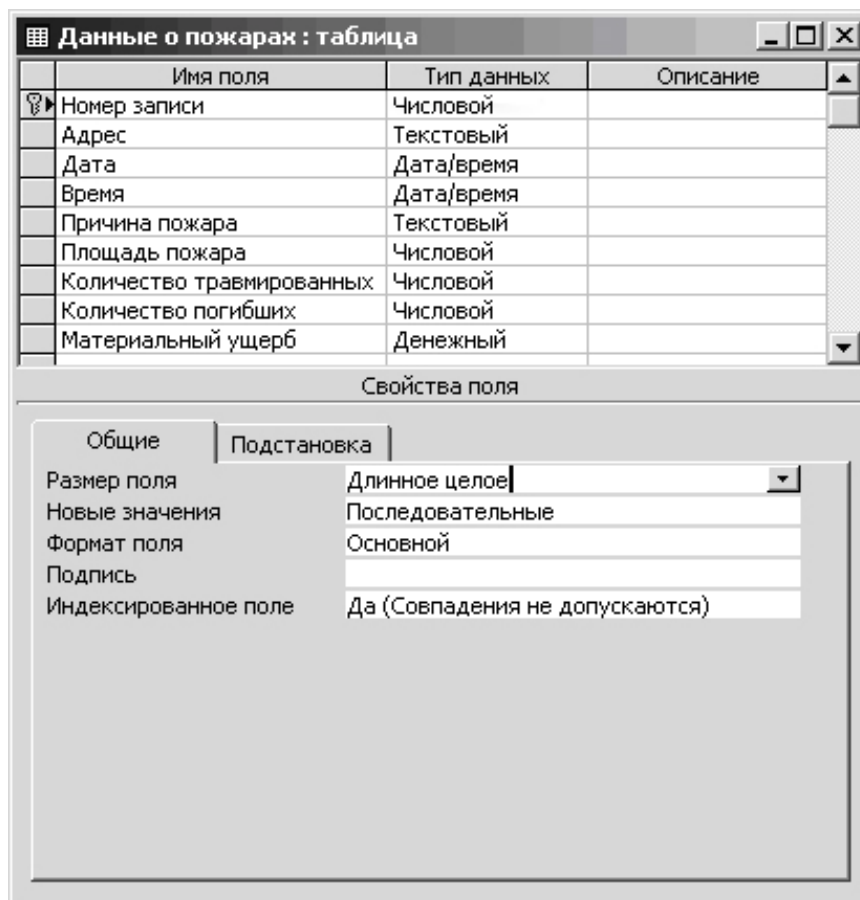 Данные о пожарах : таблица
Имя поля Тип данных Описание
Номер записи Числовой
Адрес Текстовый
Дата Дата/время
Время Дата/время
Причина пожара Текстовый
Площадь пожара Числовой
Количество травмированных Числовой
Количество погибших Числовой
Материальный ущерб Денежный
Свойства поля
Общие Подстановка
Размер поля Длинное целое
Новые значения Последовательные
Формат поля Основной
Подпись
Индексированное поле Да (Совпадения не допускаются)